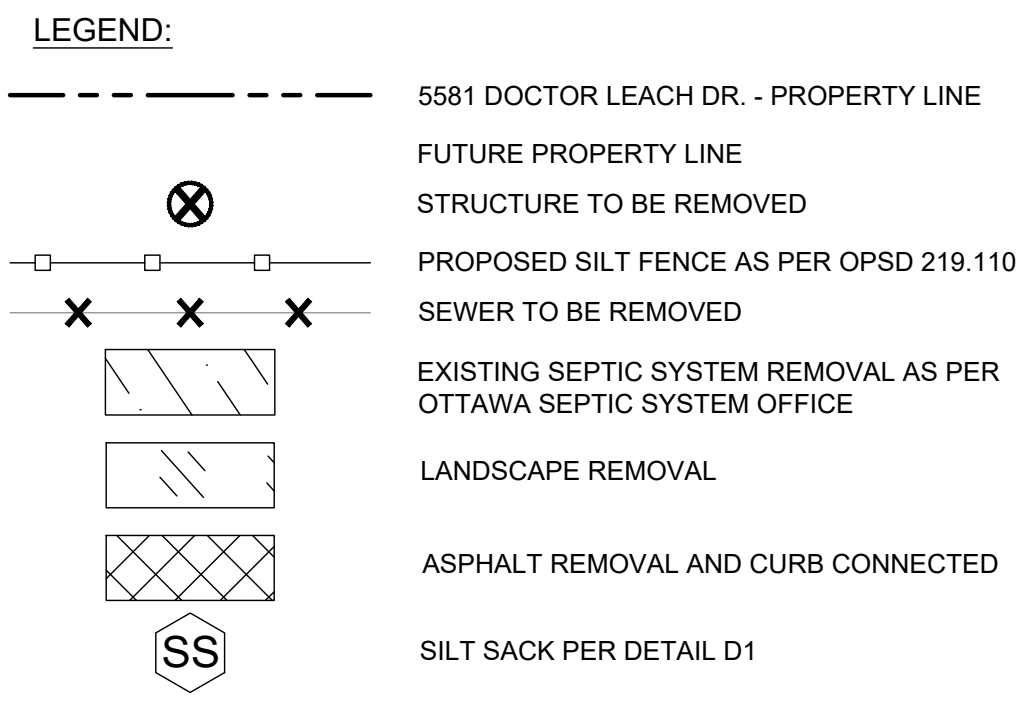 LEGEND:
5581 DOCTOR LEACH DR. - PROPERTY LINE
FUTURE PROPERTY LINE
STRUCTURE TO BE REMOVED
PROPOSED SILT FENCE AS PER OPSD 219.110
SEWER TO BE REMOVED
EXISTING SEPTIC SYSTEM REMOVAL AS PER
OTTAWA SEPTIC SYSTEM OFFICE
LANDSCAPE REMOVAL
ASPHALT REMOVAL AND CURB CONNECTED
SS
SILT SACK PER DETAIL D1